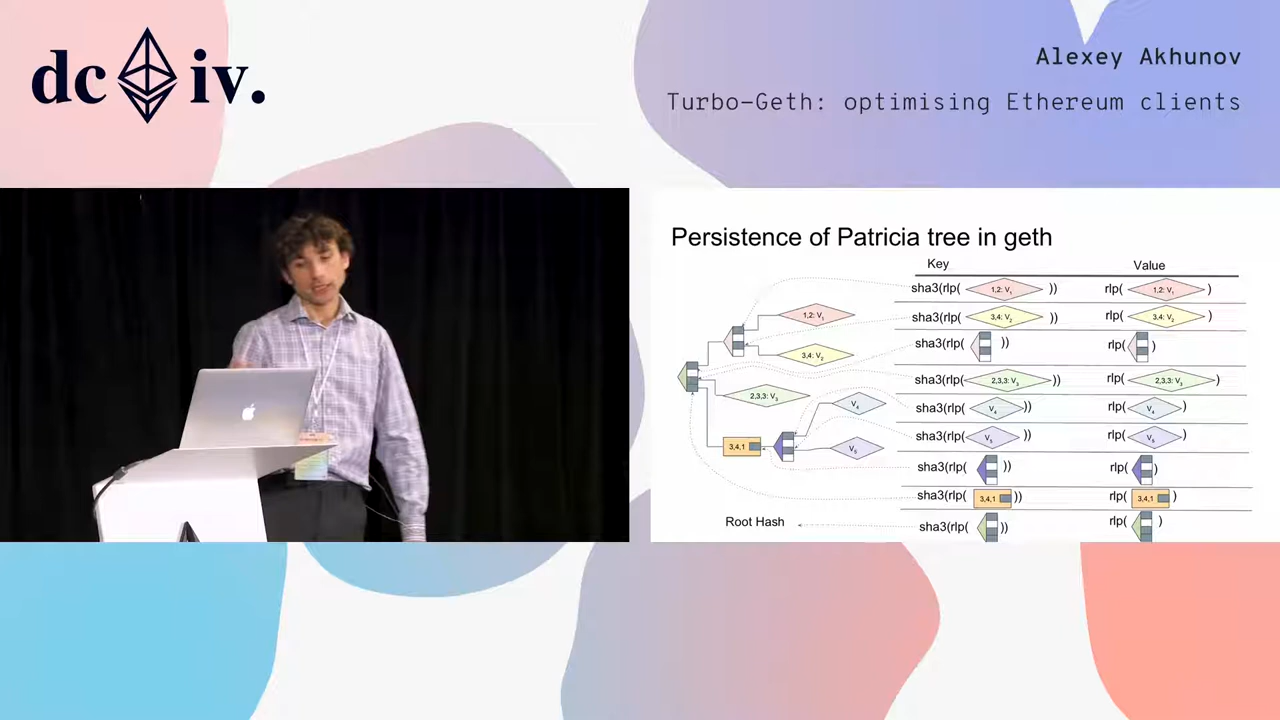 dc iv.
Alexey Akhunov
Turbo-Geth: optimising Ethereum clients
Persistence of Patricia tree in geth
Key Value
1,2: V₁
3,4: V₂
2,3,3: V₃
V₄
3,4,1
V₅
Root Hash
sha3(rlp( 1,2: V₁ )) rlp( 1,2: V₁ )
sha3(rlp( 3,4: V₂ )) rlp( 3,4: V₂ )
sha3(rlp( )) rlp( )
sha3(rlp( 2,3,3: V₃ )) rlp( 2,3,3: V₃ )
sha3(rlp( V₄ )) rlp( V₄ )
sha3(rlp( V₅ )) rlp( V₅ )
sha3(rlp( )) rlp( )
sha3(rlp( 3,4,1 )) rlp( 3,4,1 )
sha3(rlp( )) rlp( )